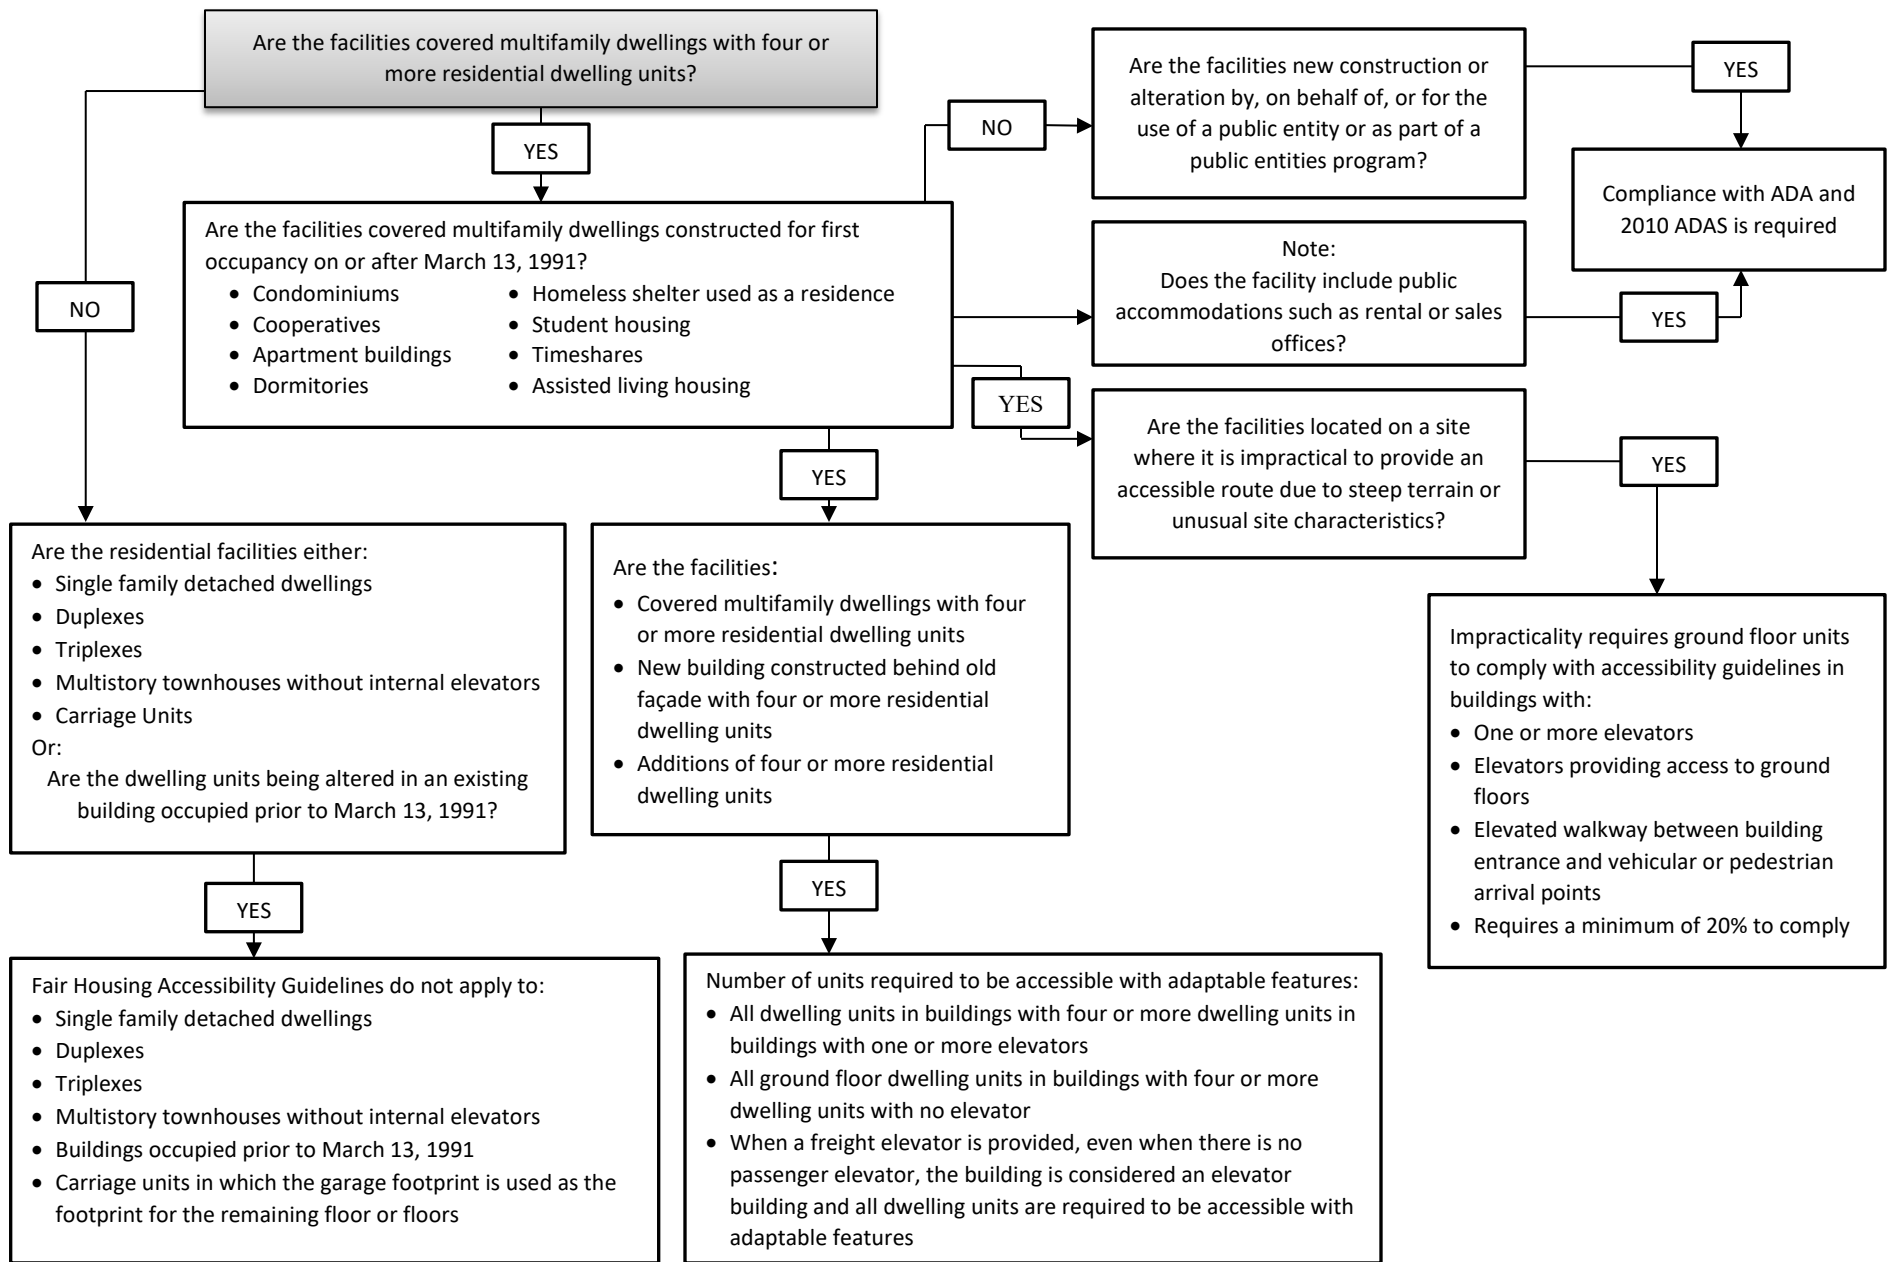 Are the facilities covered multifamily dwellings with four or
more residential dwelling units?
YES
NO
Are the facilities covered multifamily dwellings constructed for first
occupancy on or after March 13, 1991?
• Condominiums
• Cooperatives
• Apartment buildings
• Dormitories
• Homeless shelter used as a residence
• Student housing
• Timeshares
• Assisted living housing
NO
Are the facilities new construction or
alteration by, on behalf of, or for the
use of a public entity or as part of a
public entities program?
YES
Compliance with ADA and
2010 ADAS is required
Note:
Does the facility include public
accommodations such as rental or sales
offices?
YES
YES
Are the facilities located on a site
where it is impractical to provide an
accessible route due to steep terrain or
unusual site characteristics?
YES
Impracticality requires ground floor units
to comply with accessibility guidelines in
buildings with:
• One or more elevators
• Elevators providing access to ground
floors
• Elevated walkway between building
entrance and vehicular or pedestrian
arrival points
• Requires a minimum of 20% to comply
YES
Are the residential facilities either:
• Single family detached dwellings
• Duplexes
• Triplexes
• Multistory townhouses without internal elevators
• Carriage Units
Or:
Are the dwelling units being altered in an existing
building occupied prior to March 13, 1991?
YES
Fair Housing Accessibility Guidelines do not apply to:
• Single family detached dwellings
• Duplexes
• Triplexes
• Multistory townhouses without internal elevators
• Buildings occupied prior to March 13, 1991
• Carriage units in which the garage footprint is used as the
footprint for the remaining floor or floors
Are the facilities:
• Covered multifamily dwellings with four
or more residential dwelling units
• New building constructed behind old
façade with four or more residential
dwelling units
• Additions of four or more residential
dwelling units
YES
Number of units required to be accessible with adaptable features:
• All dwelling units in buildings with four or more dwelling units in
buildings with one or more elevators
• All ground floor dwelling units in buildings with four or more
dwelling units with no elevator
• When a freight elevator is provided, even when there is no
passenger elevator, the building is considered an elevator
building and all dwelling units are required to be accessible with
adaptable features